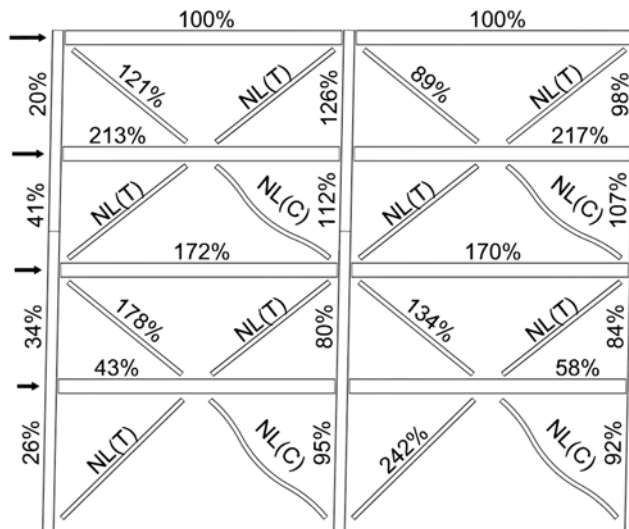 100% 100%
20% 121% NL(T) 126% 89% NL(T) 98%
213% 217%
41% NL(T) NL(C) 112% NL(T) NL(C) 107%
172% 170%
34% 178% NL(T) 80% 134% NL(T) 84%
43% 58%
26% NL(T) NL(C) 95% 242% NL(C) 92%